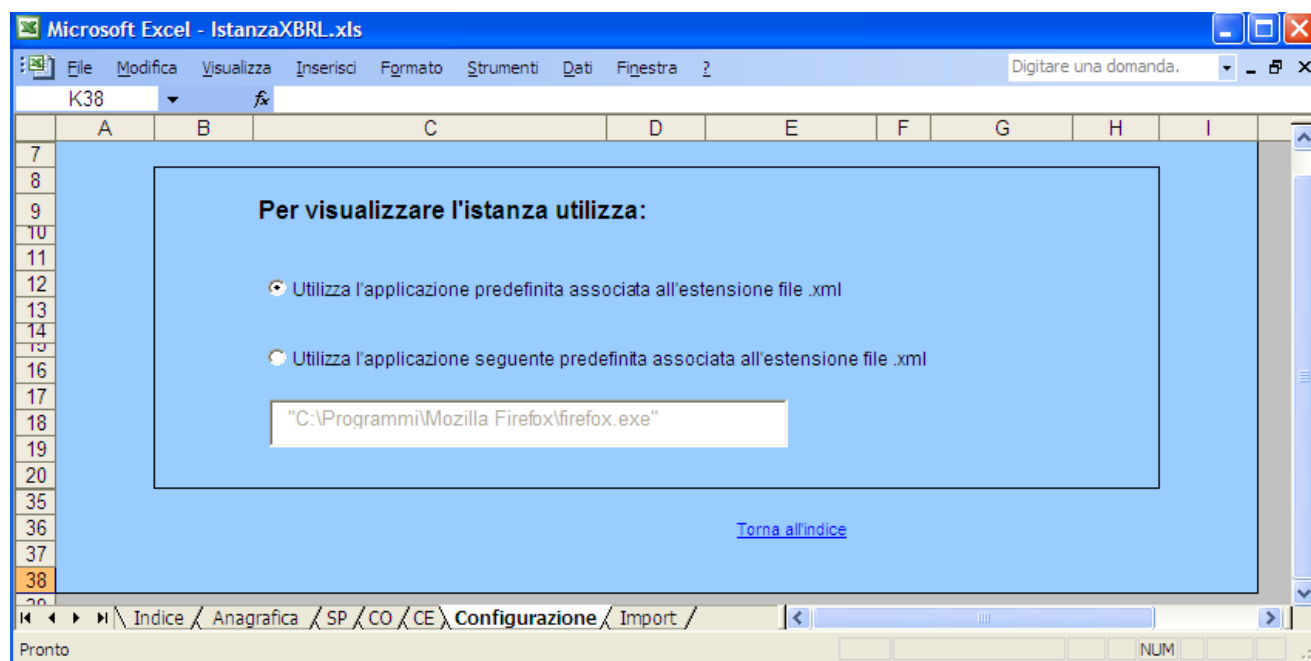 Microsoft Excel - IstanzaXBRL.xls
File Modifica Visualizza Inserisci Formato Strumenti Dati Finestra ? Digitare una domanda.
K38 fx
A B C D E F G H I
7
8
9 Per visualizzare l'istanza utilizza:
10
11
12 Utilizza l'applicazione predefinita associata all'estensione file .xml
13
14
15
16 Utilizza l'applicazione seguente predefinita associata all'estensione file .xml
17
18 "C:\Programmi\Mozilla Firefox\firefox.exe"
19
20
35
36 Torna all'indice
37
38
39
Indice Anagrafica SP CO CE Configurazione Import
Pronto NUM